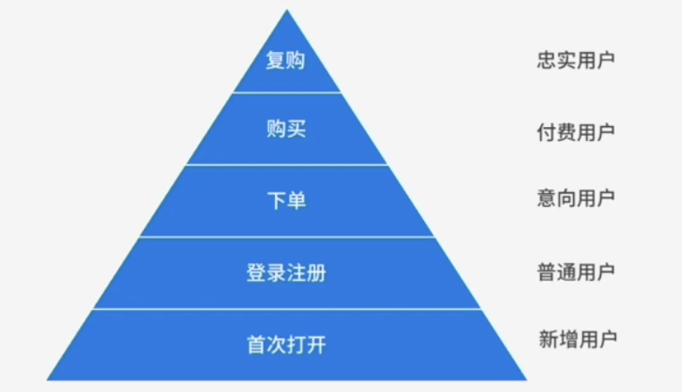 复购
忠实用户
购买
付费用户
下单
意向用户
登录注册
普通用户
首次打开
新增用户